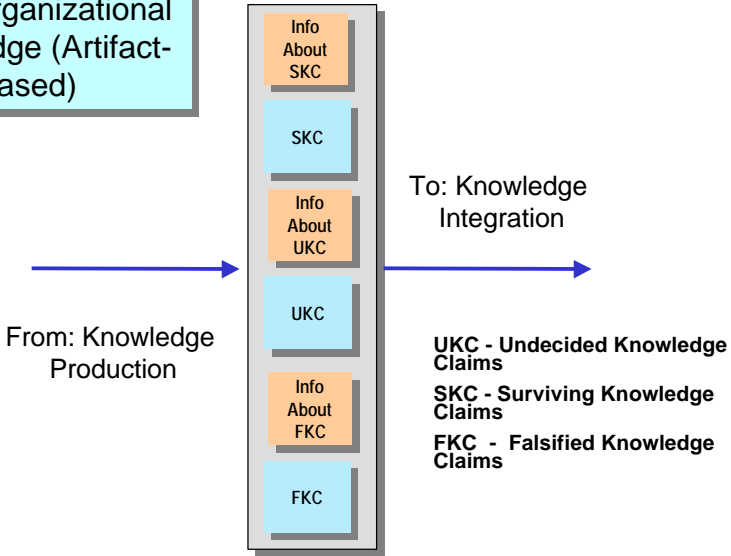 rganizational
dge (Artifact-
ased)
Info
About
SKC
SKC
Info
About
UKC
UKC
Info
About
FKC
FKC
From: Knowledge
Production
To: Knowledge
Integration
UKC - Undecided Knowledge
Claims
SKC - Surviving Knowledge
Claims
FKC - Falsified Knowledge
Claims